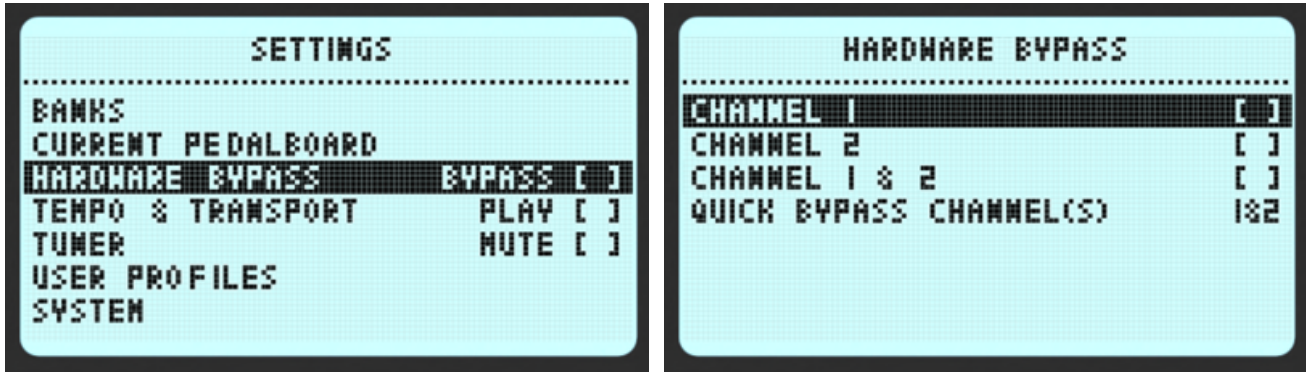 SETTINGS
BANKS
CURRENT PEDALBOARD
HARDWARE BYPASS BYPASS [ ]
TEMPO & TRANSPORT PLAY [ ]
TUNER MUTE [ ]
USER PROFILES
SYSTEM
HARDWARE BYPASS
CHANNEL 1 [ ]
CHANNEL 2 [ ]
CHANNEL 1 & 2 [ ]
QUICK BYPASS CHANNEL(S) 1&2